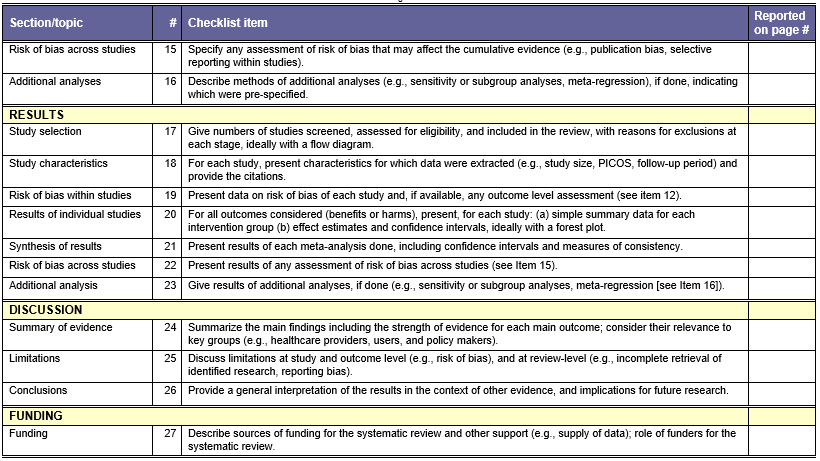 Section/topic # Checklist item Reported on page #
Risk of bias across studies 15 Specify any assessment of risk of bias that may affect the cumulative evidence (e.g., publication bias, selective
reporting within studies).
Additional analyses 16 Describe methods of additional analyses (e.g., sensitivity or subgroup analyses, meta-regression), if done, indicating
which were pre-specified.
RESULTS
Study selection 17 Give numbers of studies screened, assessed for eligibility, and included in the review, with reasons for exclusions at
each stage, ideally with a flow diagram.
Study characteristics 18 For each study, present characteristics for which data were extracted (e.g., study size, PICOS, follow-up period) and
provide the citations.
Risk of bias within studies 19 Present data on risk of bias of each study and, if available, any outcome level assessment (see item 12).
Results of individual studies 20 For all outcomes considered (benefits or harms), present, for each study: (a) simple summary data for each
intervention group (b) effect estimates and confidence intervals, ideally with a forest plot.
Synthesis of results 21 Present results of each meta-analysis done, including confidence intervals and measures of consistency.
Risk of bias across studies 22 Present results of any assessment of risk of bias across studies (see Item 15).
Additional analysis 23 Give results of additional analyses, if done (e.g., sensitivity or subgroup analyses, meta-regression [see Item 16]).
DISCUSSION
Summary of evidence 24 Summarize the main findings including the strength of evidence for each main outcome; consider their relevance to
key groups (e.g., healthcare providers, users, and policy makers).
Limitations 25 Discuss limitations at study and outcome level (e.g., risk of bias), and at review-level (e.g., incomplete retrieval of
identified research, reporting bias).
Conclusions 26 Provide a general interpretation of the results in the context of other evidence, and implications for future research.
FUNDING
Funding 27 Describe sources of funding for the systematic review and other support (e.g., supply of data); role of funders for the
systematic review.